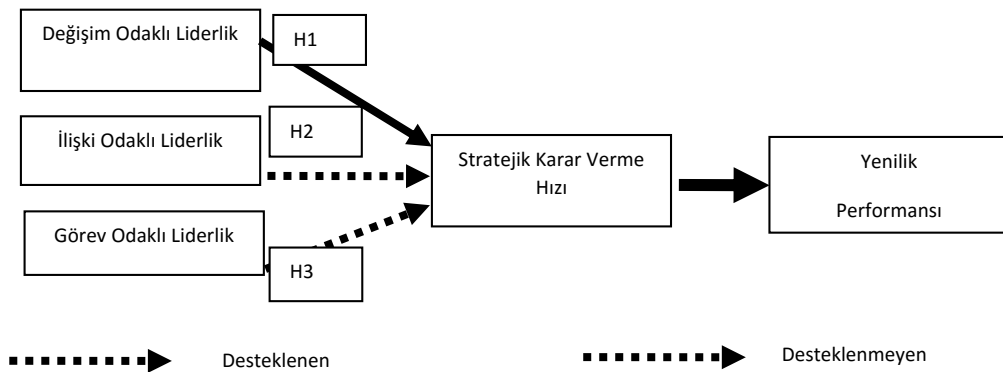 Değişim Odaklı Liderlik
H1
İlişki Odaklı Liderlik
H2
Görev Odaklı Liderlik
H3
Stratejik Karar Verme
Hızı
Yenilik
Performansı
Desteklenen
Desteklenmeyen